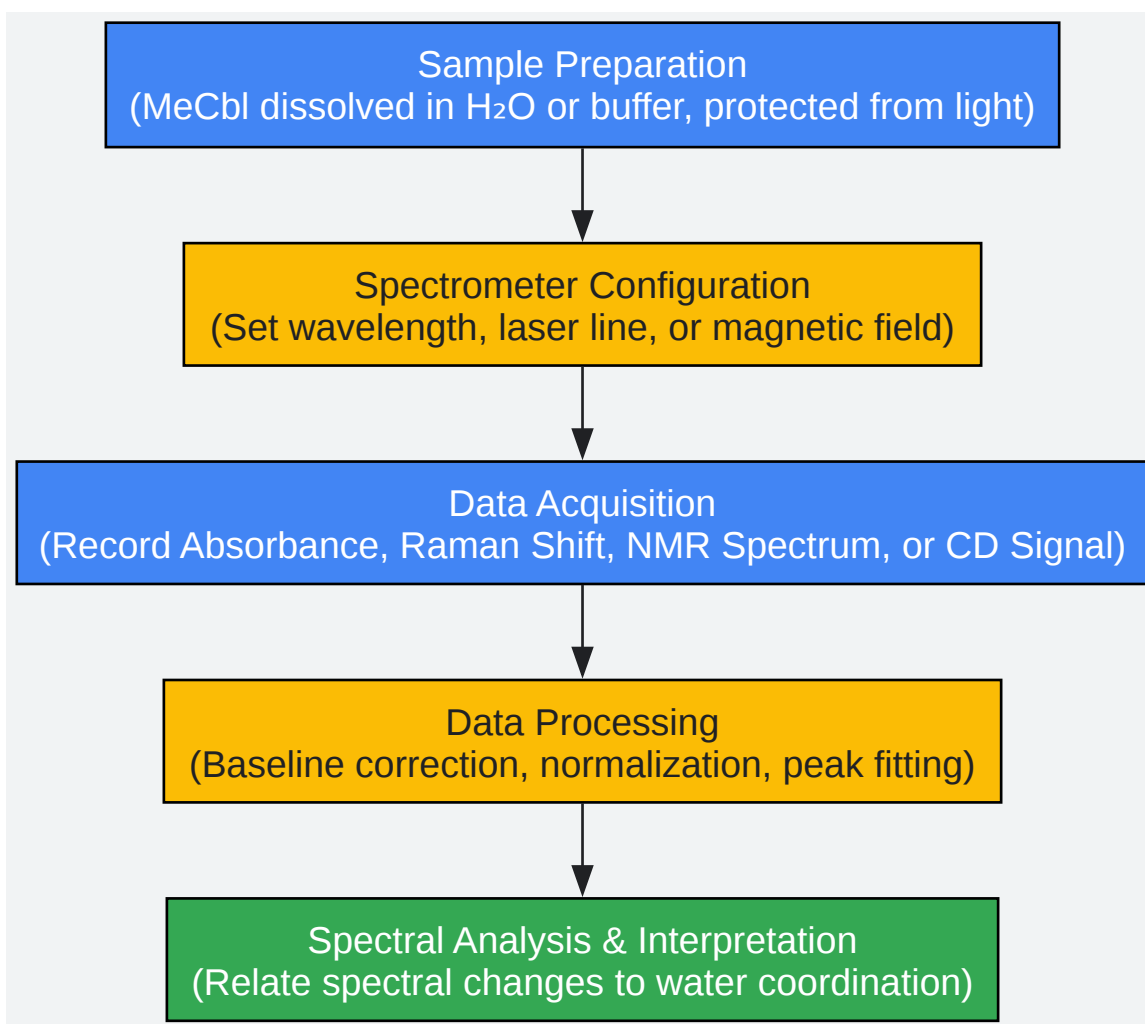 Sample Preparation
(MeCbl dissolved in H₂O or buffer, protected from light)
Spectrometer Configuration
(Set wavelength, laser line, or magnetic field)
Data Acquisition
(Record Absorbance, Raman Shift, NMR Spectrum, or CD Signal)
Data Processing
(Baseline correction, normalization, peak fitting)
Spectral Analysis & Interpretation
(Relate spectral changes to water coordination)